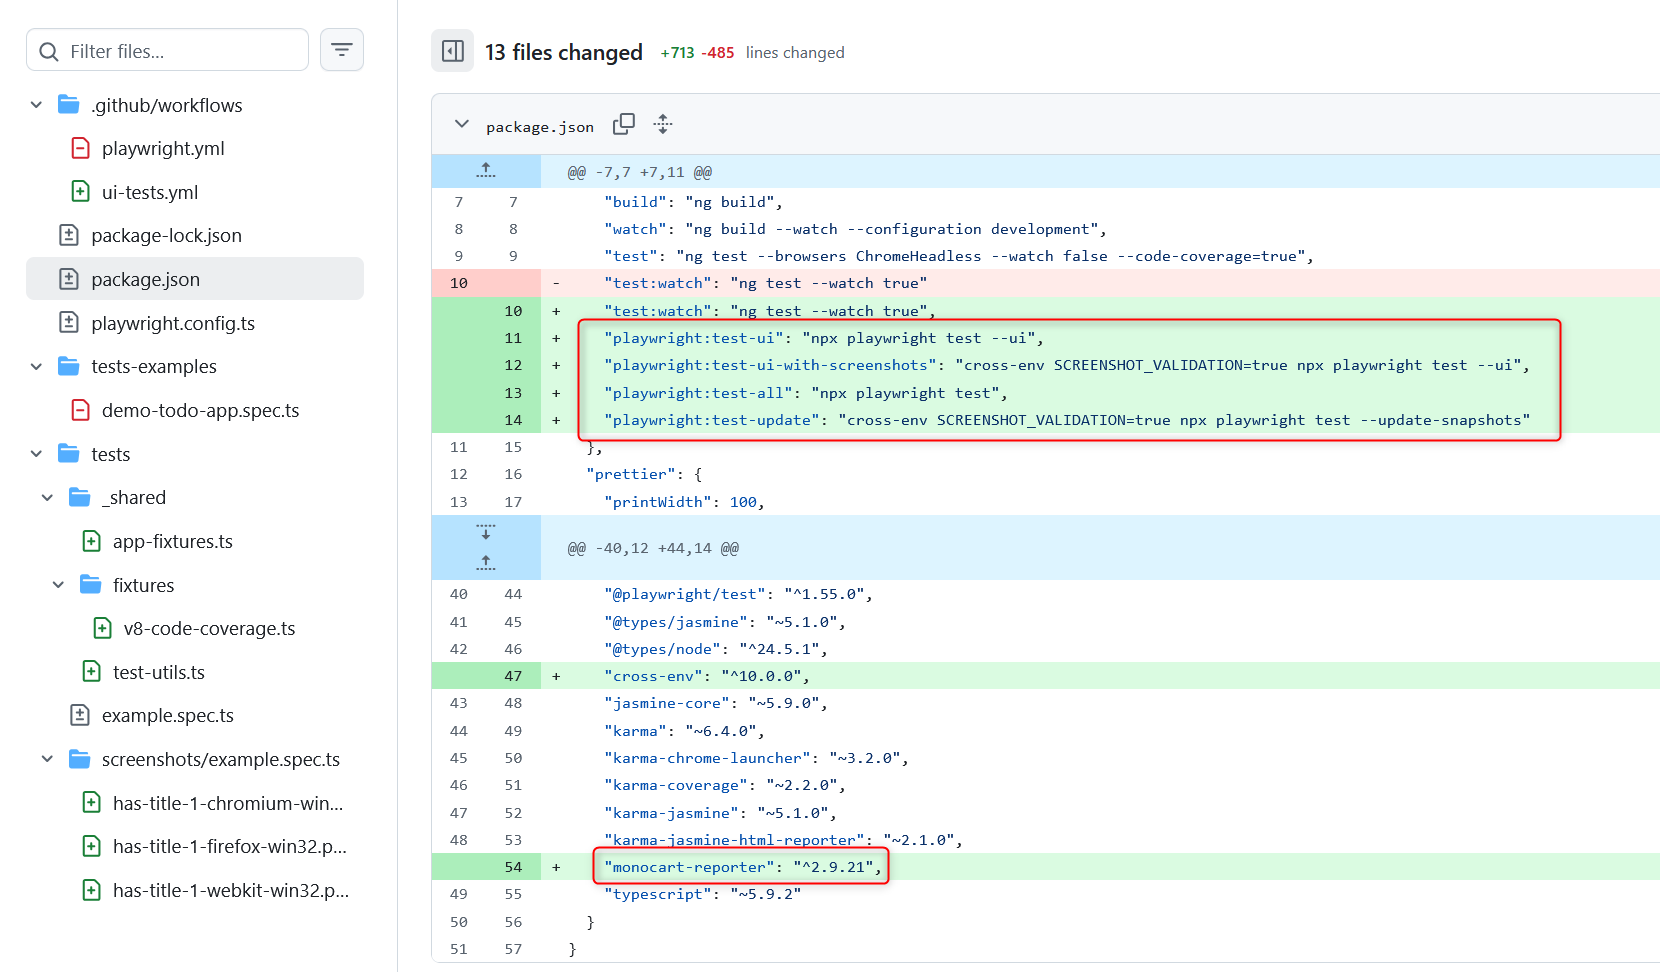 Filter files...
.github/workflows
playwright.yml
ui-tests.yml
package-lock.json
package.json
playwright.config.ts
tests-examples
demo-todo-app.spec.ts
tests
_shared
app-fixtures.ts
fixtures
v8-code-coverage.ts
test-utils.ts
example.spec.ts
screenshots/example.spec.ts
has-title-1-chromium-win...
has-title-1-firefox-win32.p...
has-title-1-webkit-win32.p...
13 files changed +713 -485 lines changed
package.json
@@ -7,7 +7,11 @@
7 7 "build": "ng build",
8 8 "watch": "ng build --watch --configuration development",
9 9 "test": "ng test --browsers ChromeHeadless --watch false --code-coverage=true",
10 - "test:watch": "ng test --watch true"
10 + "test:watch": "ng test --watch true",
11 + "playwright:test-ui": "npx playwright test --ui",
12 + "playwright:test-ui-with-screenshots": "cross-env SCREENSHOT_VALIDATION=true npx playwright test --ui",
13 + "playwright:test-all": "npx playwright test",
14 + "playwright:test-update": "cross-env SCREENSHOT_VALIDATION=true npx playwright test --update-snapshots"
11 15 },
12 16 "prettier": {
13 17 "printWidth": 100,
@@ -40,12 +44,14 @@
40 44 "@playwright/test": "^1.55.0",
41 45 "@types/jasmine": "~5.1.0",
42 46 "@types/node": "^24.5.1",
47 + "cross-env": "^10.0.0",
43 48 "jasmine-core": "~5.9.0",
44 49 "karma": "~6.4.0",
45 50 "karma-chrome-launcher": "~3.2.0",
46 51 "karma-coverage": "~2.2.0",
47 52 "karma-jasmine": "~5.1.0",
48 53 "karma-jasmine-html-reporter": "~2.1.0",
54 + "monocart-reporter": "^2.9.21",
49 55 "typescript": "~5.9.2"
50 56 }
51 57 }